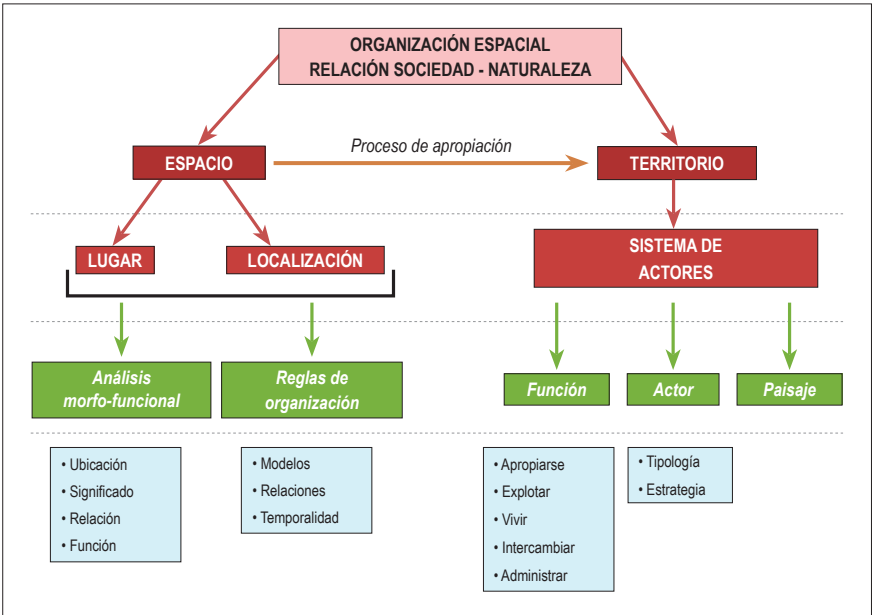 ORGANIZACIÓN ESPACIAL
RELACIÓN SOCIEDAD - NATURALEZA
Proceso de apropiación
ESPACIO
TERRITORIO
LUGAR
LOCALIZACIÓN
SISTEMA DE
ACTORES
Análisis
morfo-funcional
Reglas de
organización
Función
Actor
Paisaje
• Ubicación
• Significado
• Relación
• Función
• Modelos
• Relaciones
• Temporalidad
• Apropiarse
• Explotar
• Vivir
• Intercambiar
• Administrar
• Tipología
• Estrategia